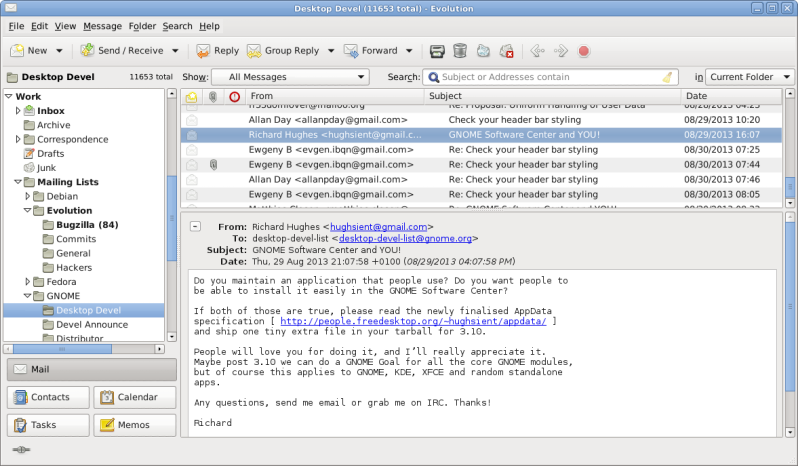 Desktop Devel (11653 total) - Evolution
File Edit View Message Folder Search Help
New Send / Receive Reply Group Reply Forward
Desktop Devel 11653 total Show: All Messages Search: Subject or Addresses contain in Current Folder
Work
Inbox
Archive
Correspondence
Drafts
Junk
Mailing Lists
Debian
Evolution
Bugzilla (84)
Commits
General
Hackers
Fedora
GNOME
Desktop Devel
Devel Announce
Distributor
Mail
Contacts Calendar
Tasks Memos
From Subject Date
Re: Proposal: Uniform Handling of User Data 08/28/2013 04:23
Allan Day <allanpday@gmail.com> Check your header bar styling 08/29/2013 10:20
Richard Hughes <hughsient@gmail.c... GNOME Software Center and YOU! 08/29/2013 16:07
Ewgeny B <evgen.ibqn@gmail.com> Re: Check your header bar styling 08/30/2013 07:25
Ewgeny B <evgen.ibqn@gmail.com> Re: Check your header bar styling 08/30/2013 07:44
Allan Day <allanpday@gmail.com> Re: Check your header bar styling 08/30/2013 07:46
Ewgeny B <evgen.ibqn@gmail.com> Re: Check your header bar styling 08/30/2013 08:05
Re: GNOME Software Center and YOU!
From: Richard Hughes <hughsient@gmail.com>
To: desktop-devel-list <desktop-devel-list@gnome.org>
Subject: GNOME Software Center and YOU!
Date: Thu, 29 Aug 2013 21:07:58 +0100 (08/29/2013 04:07:58 PM)
Do you maintain an application that people use? Do you want people to
be able to install it easily in the GNOME Software Center?
If both of those are true, please read the newly finalised AppData
specification [ http://people.freedesktop.org/~hughsient/appdata/ ]
and ship one tiny extra file in your tarball for 3.10.
People will love you for doing it, and I'll really appreciate it.
Maybe post 3.10 we can do a GNOME Goal for all the core GNOME modules,
but of course this applies to GNOME, KDE, XFCE and random standalone
apps.
Any questions, send me email or grab me on IRC. Thanks!
Richard